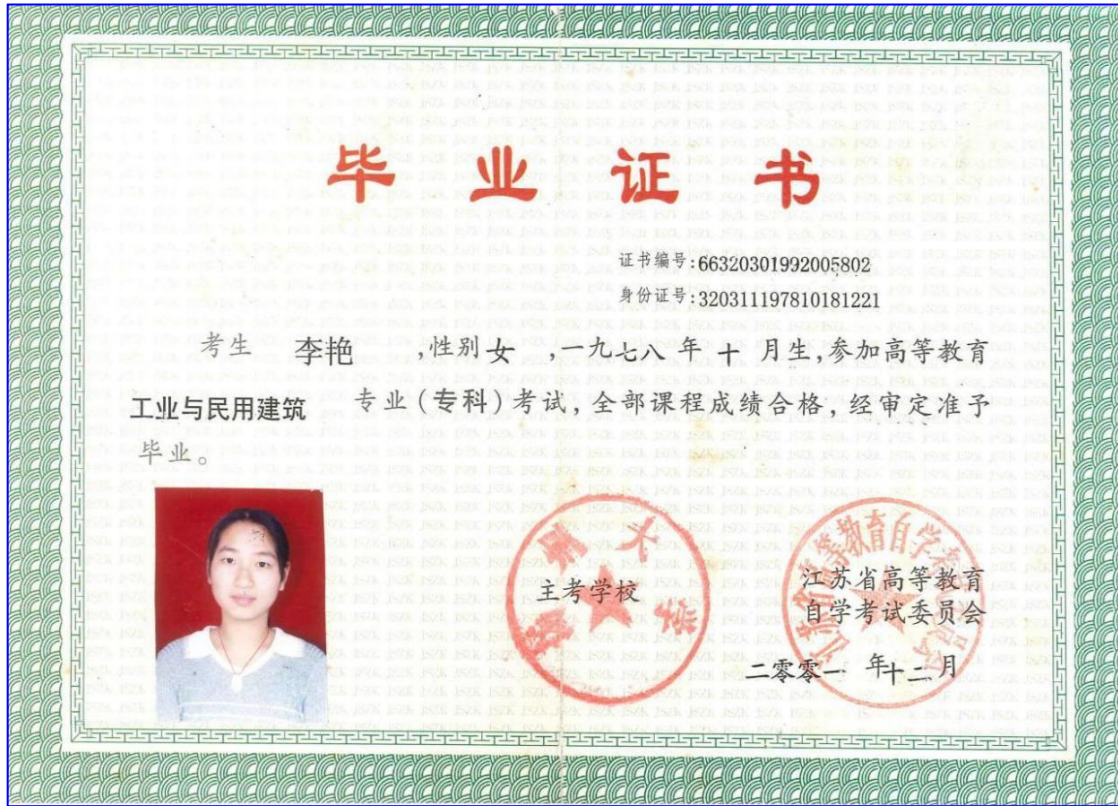 毕业证书
证书编号:66320301992005802
身份证号:320311197810181221
考生 李艳 ,性别女 ,一九七八年十月生,参加高等教育
工业与民用建筑 专业(专科)考试,全部课程成绩合格,经审定准予
毕业。
主考学校
江苏省高等教育
自学考试委员会
二零零一年十二月